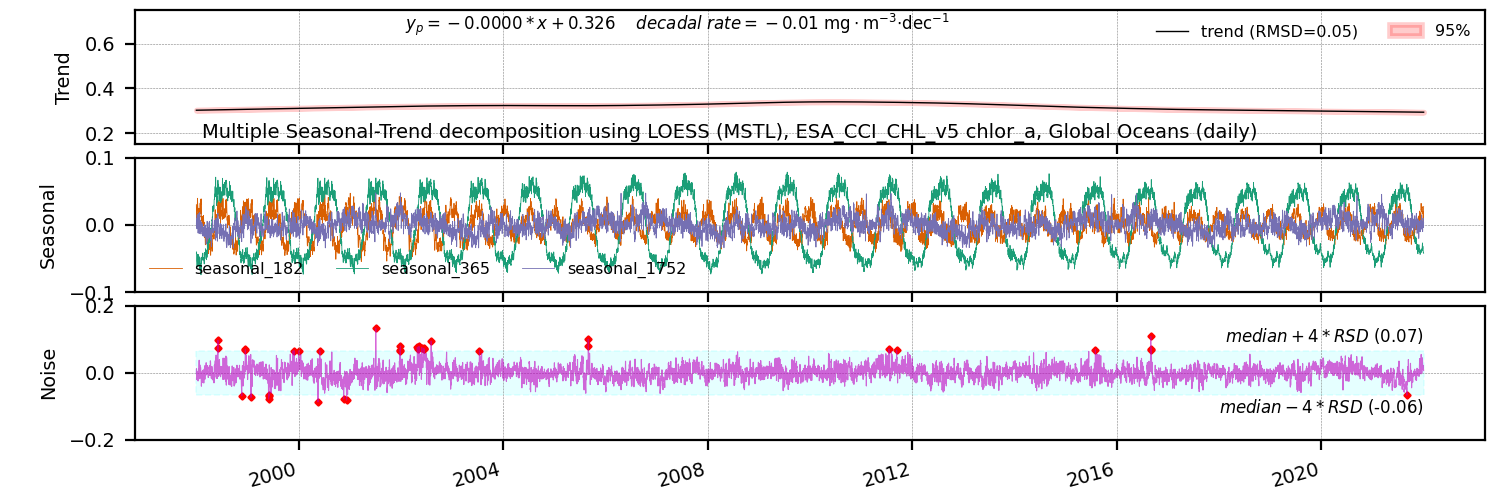 y_p = −0.0000 * x + 0.326 decadal rate = −0.01 mg · m⁻³·dec⁻¹
trend (RMSD=0.05) 95%
0.6
0.4
0.2
Trend
Multiple Seasonal-Trend decomposition using LOESS (MSTL), ESA_CCI_CHL_v5 chlor_a, Global Oceans (daily)
0.1
0.0
−0.1
Seasonal
seasonal_182 seasonal_365 seasonal_1752
0.2
0.0
−0.2
Noise
median + 4 * RSD (0.07)
median − 4 * RSD (-0.06)
2000 2004 2008 2012 2016 2020